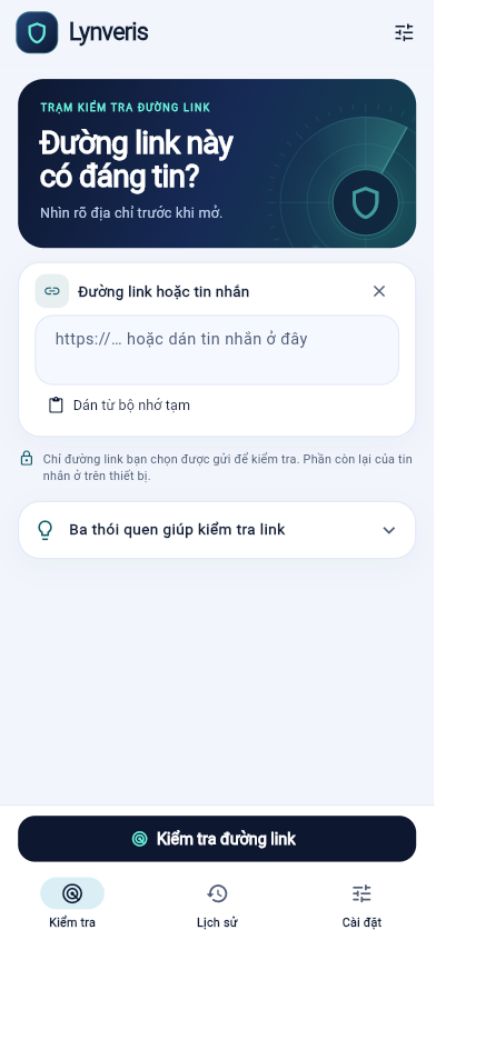 Lynveris
TRẠM KIỂM TRA ĐƯỜNG LINK
Đường link này
có đáng tin?
Nhìn rõ địa chỉ trước khi mở.
Đường link hoặc tin nhắn
https://… hoặc dán tin nhắn ở đây
Dán từ bộ nhớ tạm
Chỉ đường link bạn chọn được gửi để kiểm tra. Phần còn lại của tin
nhắn ở trên thiết bị.
Ba thói quen giúp kiểm tra link
Kiểm tra đường link
Kiểm tra
Lịch sử
Cài đặt